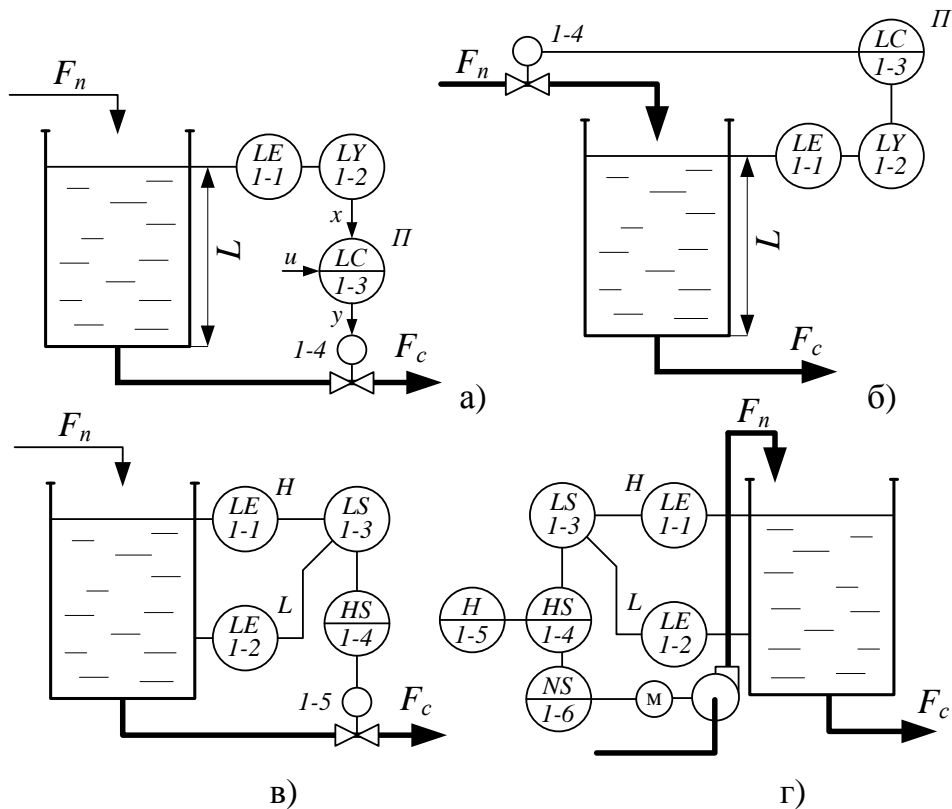 F_n
LE
1-1
LY
1-2
x
П
u
LC
1-3
y
1-4
L
F_c
а)
F_n
1-4
П
LC
1-3
LE
1-1
LY
1-2
L
F_c
б)
F_n
LE
1-1
H
LS
1-3
L
LE
1-2
HS
1-4
1-5
F_c
в)
F_n
LS
1-3
H
LE
1-1
H
1-5
HS
1-4
L
LE
1-2
NS
1-6
М
F_c
г)